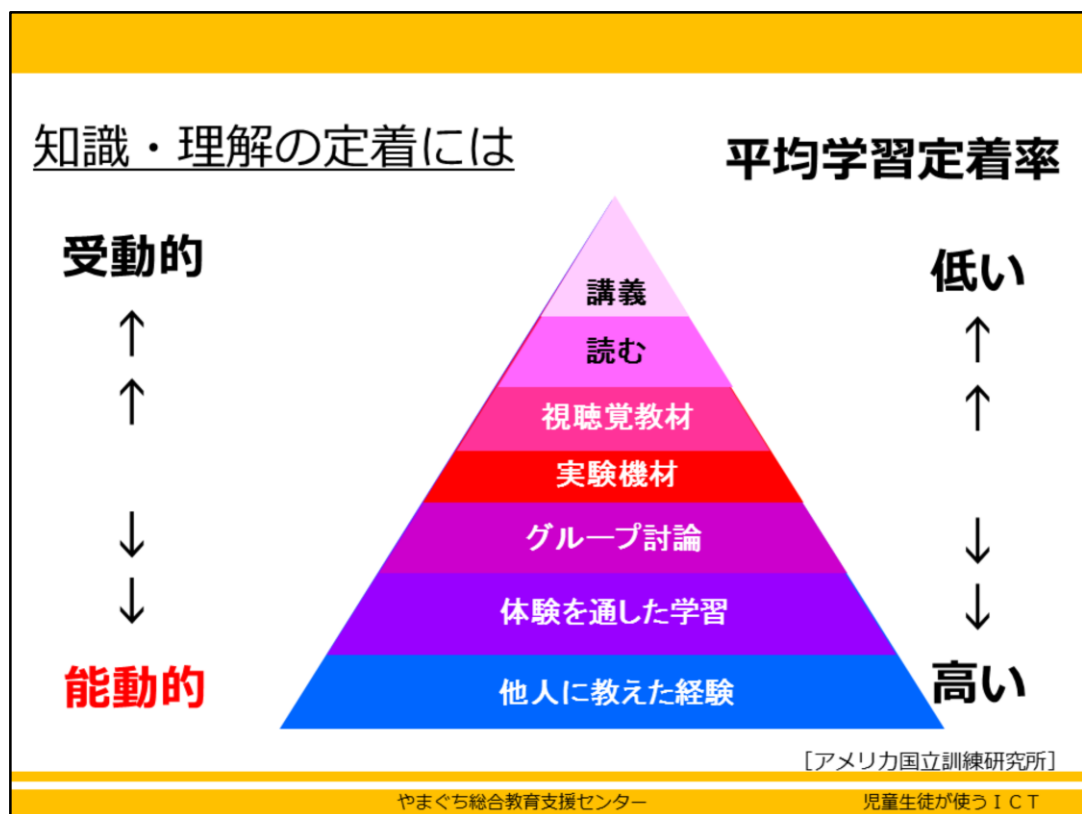 知識・理解の定着には
平均学習定着率
受動的
↑
↑
↓
↓
能動的
講義
読む
視聴覚教材
実験機材
グループ討論
体験を通した学習
他人に教えた経験
低い
↑
↑
↓
↓
高い
［アメリカ国立訓練研究所］
やまぐち総合教育支援センター
児童生徒が使うＩＣＴ